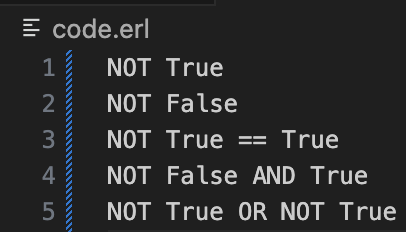 code.erl
1 NOT True
2 NOT False
3 NOT True == True
4 NOT False AND True
5 NOT True OR NOT True